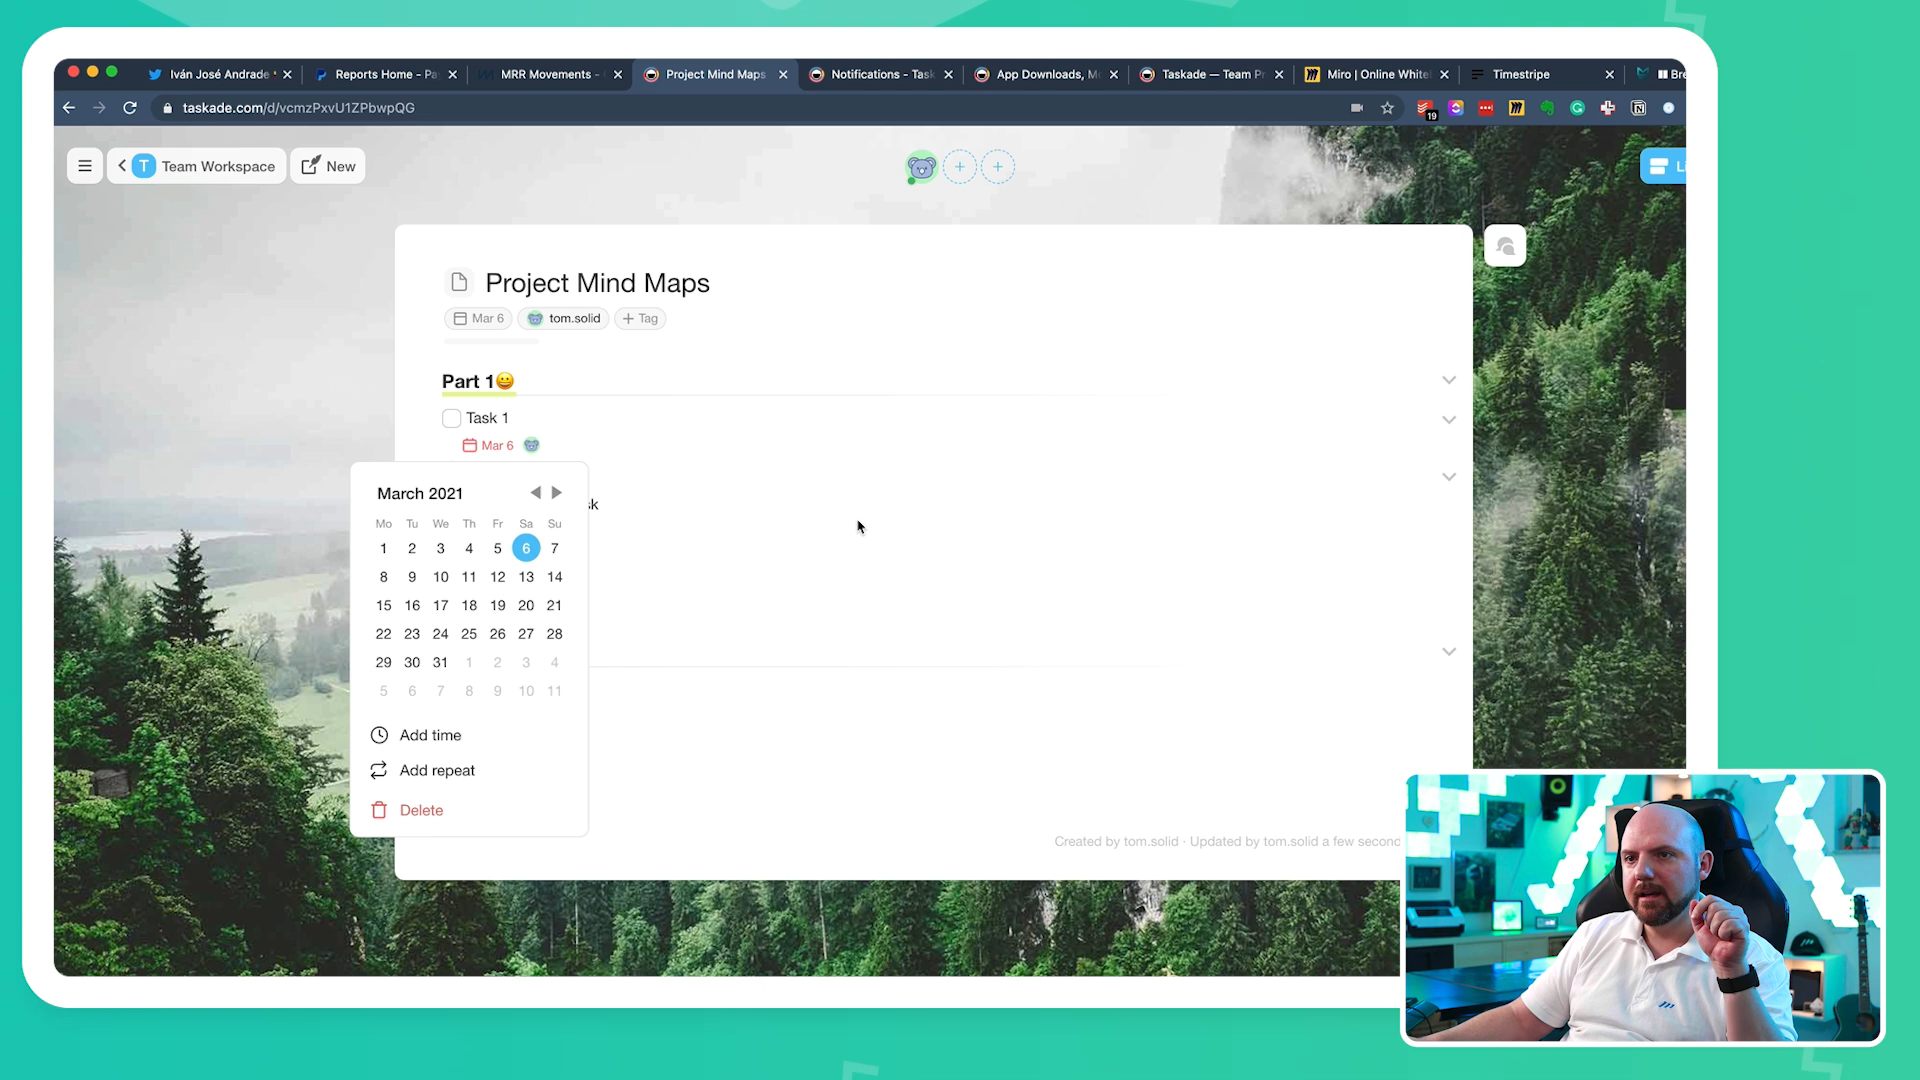 Iván José Andrade
Reports Home - Pa
MRR Movements -
Project Mind Maps
Notifications - Task
App Downloads, M
Taskade — Team Pr
Miro | Online White
Timestripe
Bre
taskade.com/d/vcmzPxvU1ZPbwpQG
19
T Team Workspace
New
Li
Project Mind Maps
Mar 6
tom.solid
+ Tag
Part 1😀
Task 1
Mar 6
sk
March 2021
Mo Tu We Th Fr Sa Su
1 2 3 4 5 6 7
8 9 10 11 12 13 14
15 16 17 18 19 20 21
22 23 24 25 26 27 28
29 30 31 1 2 3 4
5 6 7 8 9 10 11
Add time
Add repeat
Delete
Created by tom.solid · Updated by tom.solid a few second